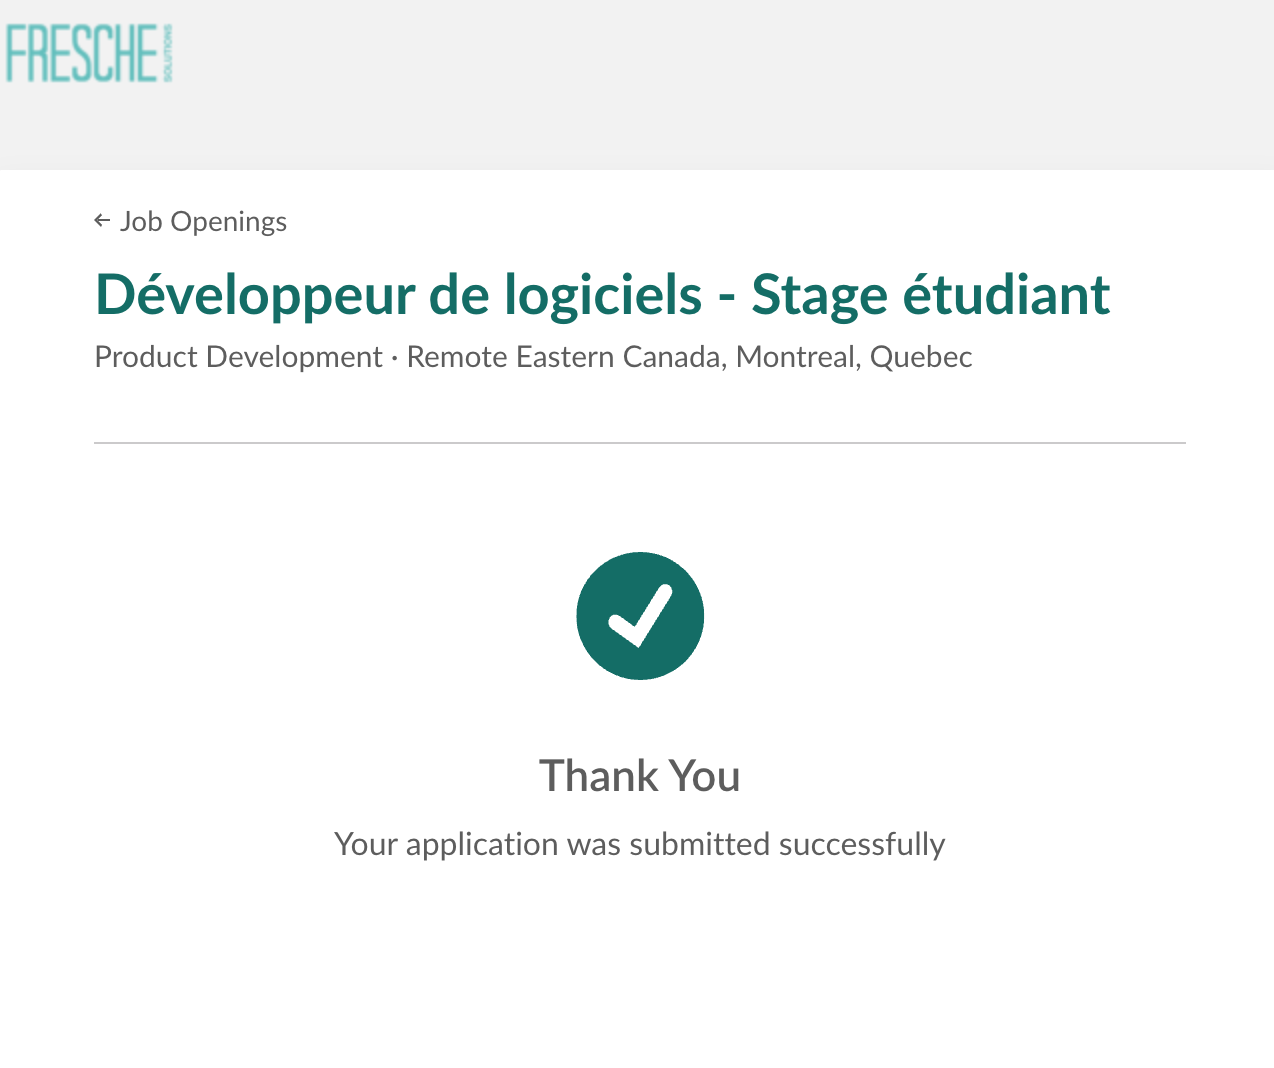 FRESCHE
SOLUTIONS
← Job Openings
Développeur de logiciels - Stage étudiant
Product Development · Remote Eastern Canada, Montreal, Quebec
Thank You
Your application was submitted successfully